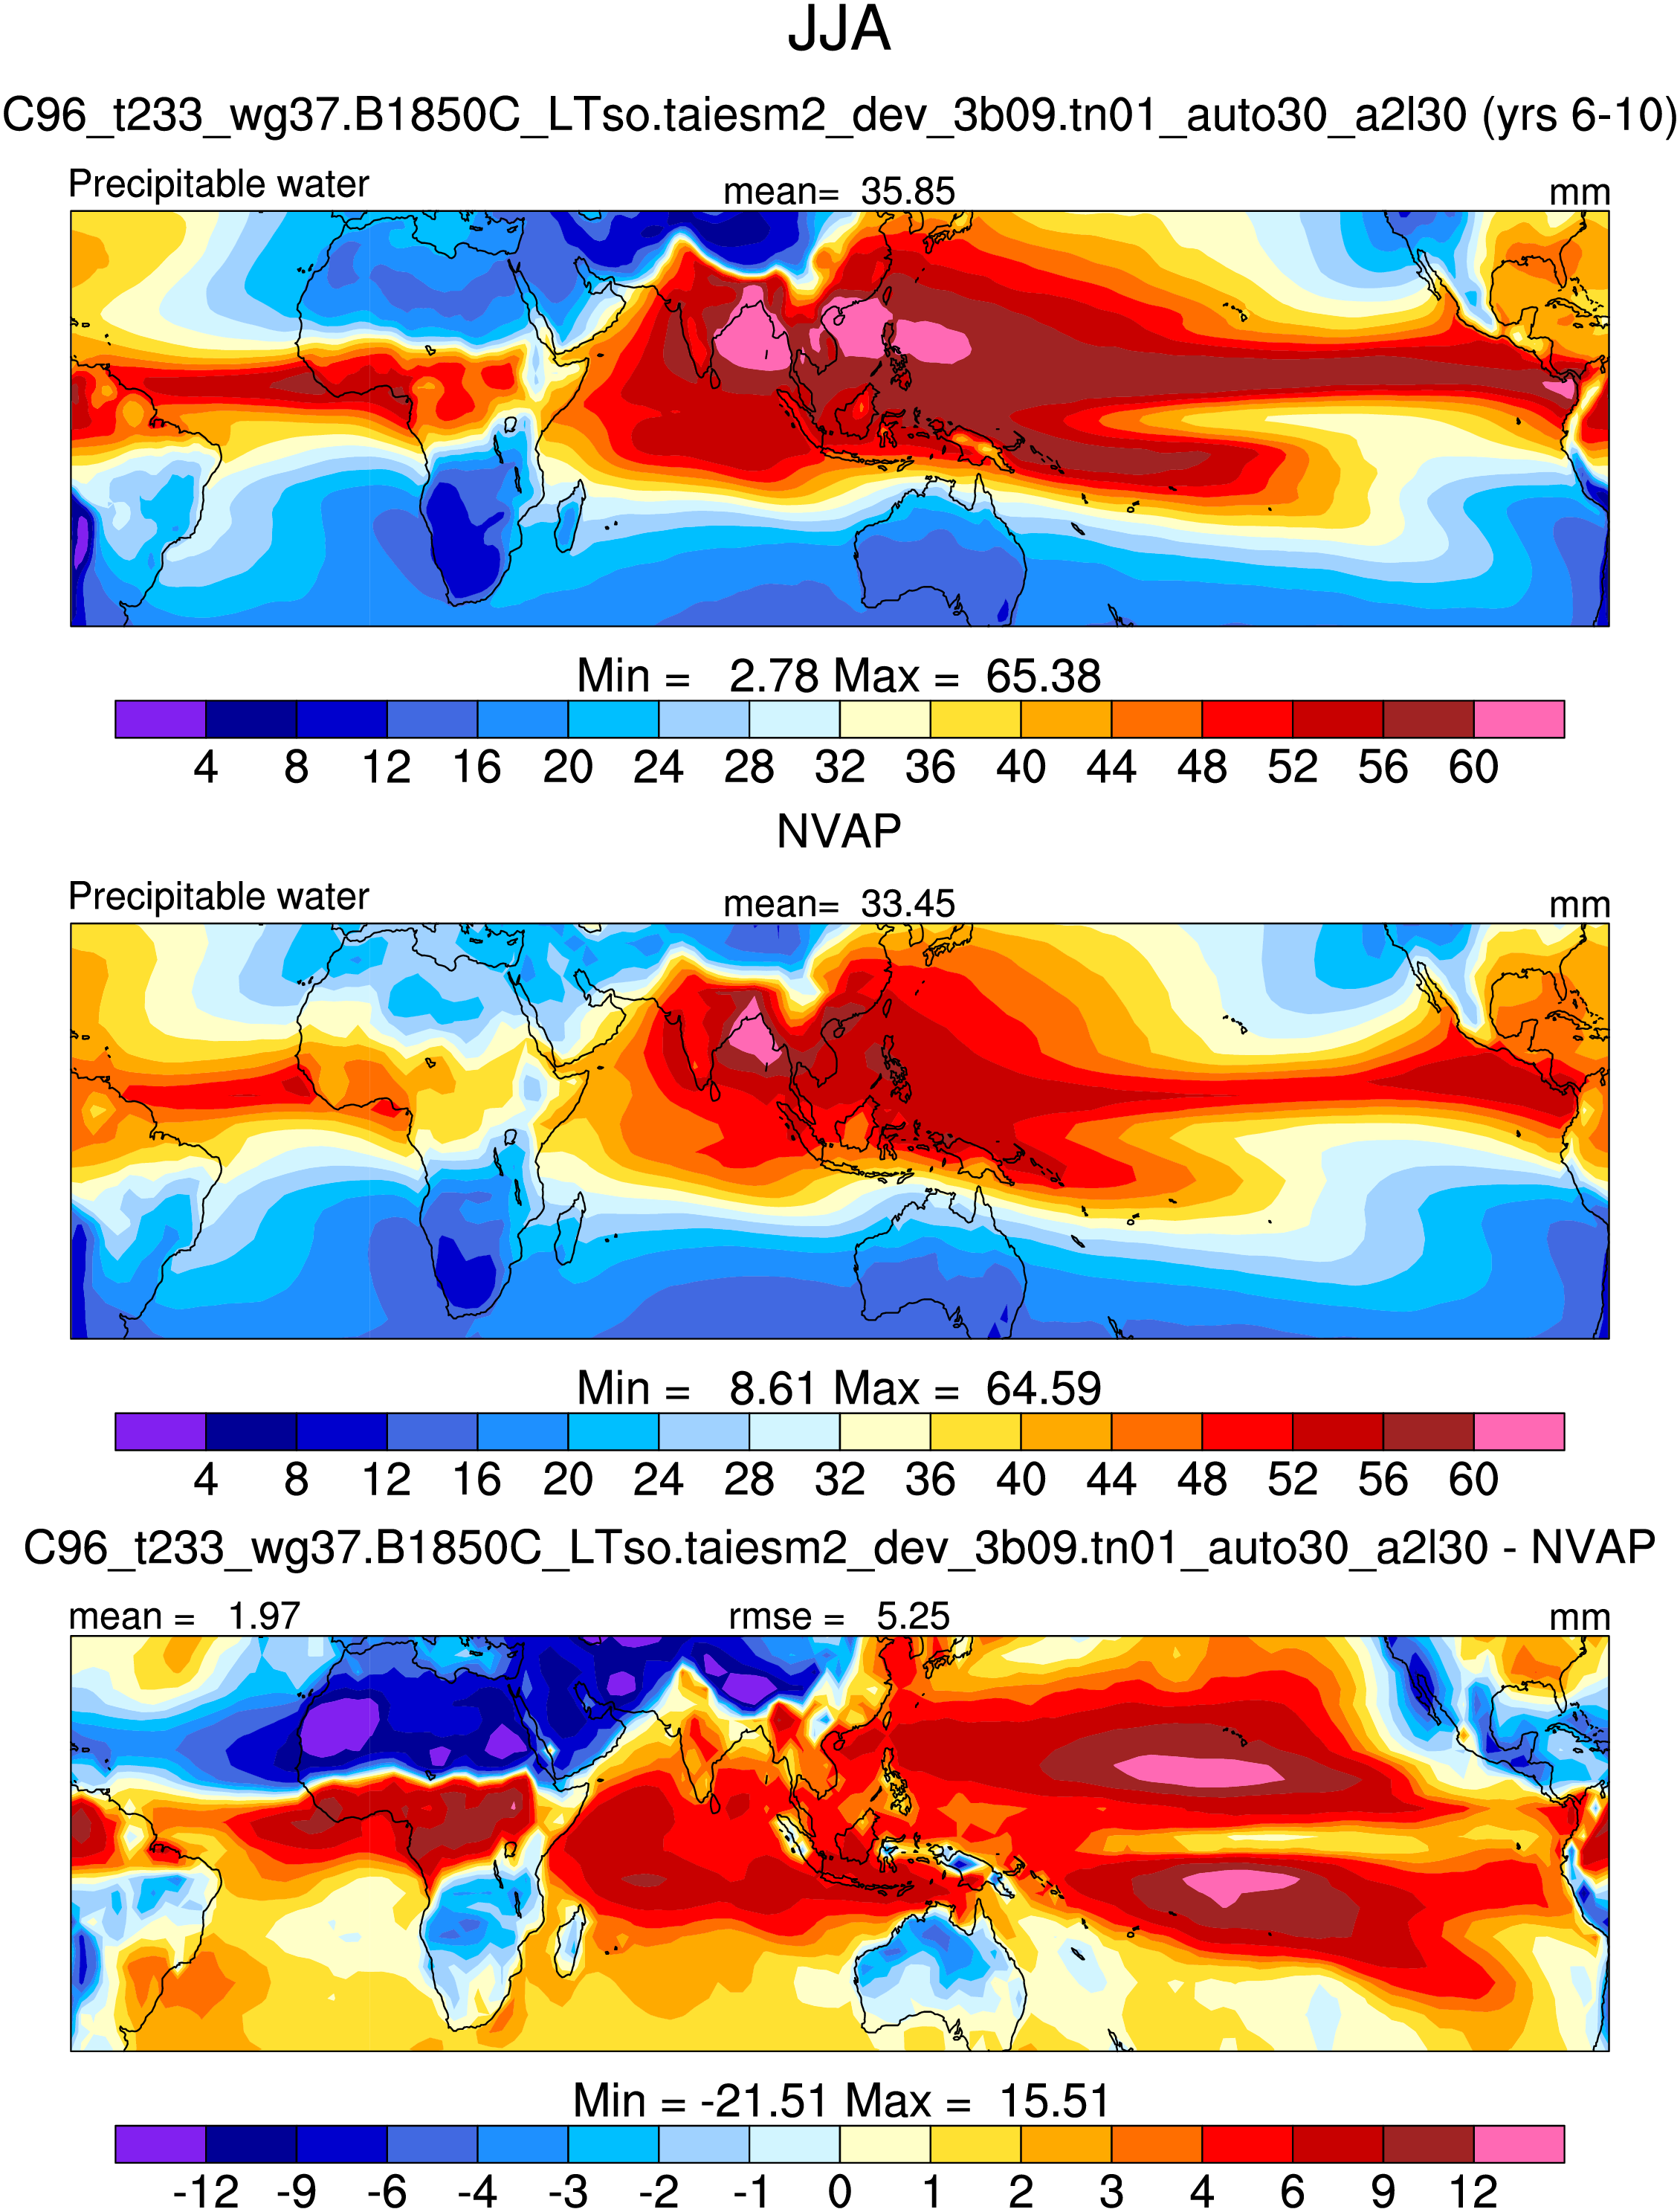 JJA
C96_t233_wg37.B1850C_LTso.taiesm2_dev_3b09.tn01_auto30_a2l30 (yrs 6-10)
Precipitable water mean= 35.85 mm
Min = 2.78 Max = 65.38
4 8 12 16 20 24 28 32 36 40 44 48 52 56 60
NVAP
Precipitable water mean= 33.45 mm
Min = 8.61 Max = 64.59
4 8 12 16 20 24 28 32 36 40 44 48 52 56 60
C96_t233_wg37.B1850C_LTso.taiesm2_dev_3b09.tn01_auto30_a2l30 - NVAP
mean = 1.97 rmse = 5.25 mm
Min = -21.51 Max = 15.51
-12 -9 -6 -4 -3 -2 -1 0 1 2 3 4 6 9 12